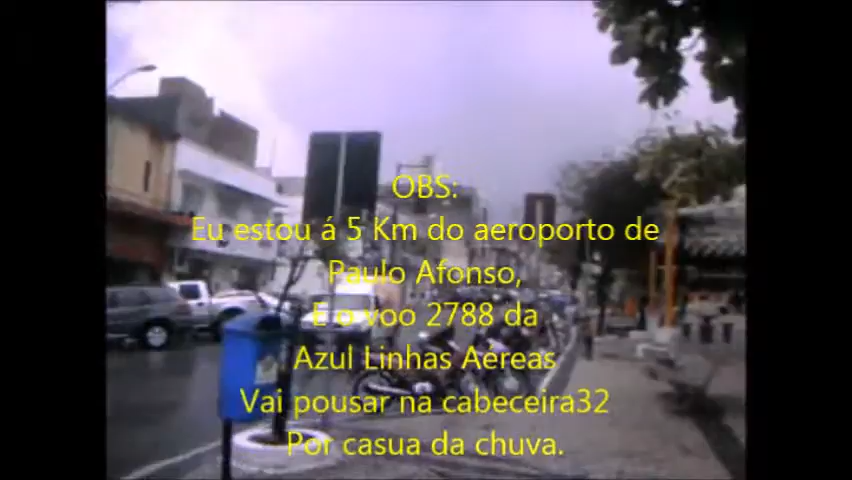 OBS:
Eu estou á 5 Km do aeroporto de
Paulo Afonso,
E o voo 2788 da
Azul Linhas Aéreas
Vai pousar na cabeceira32
Por casua da chuva.